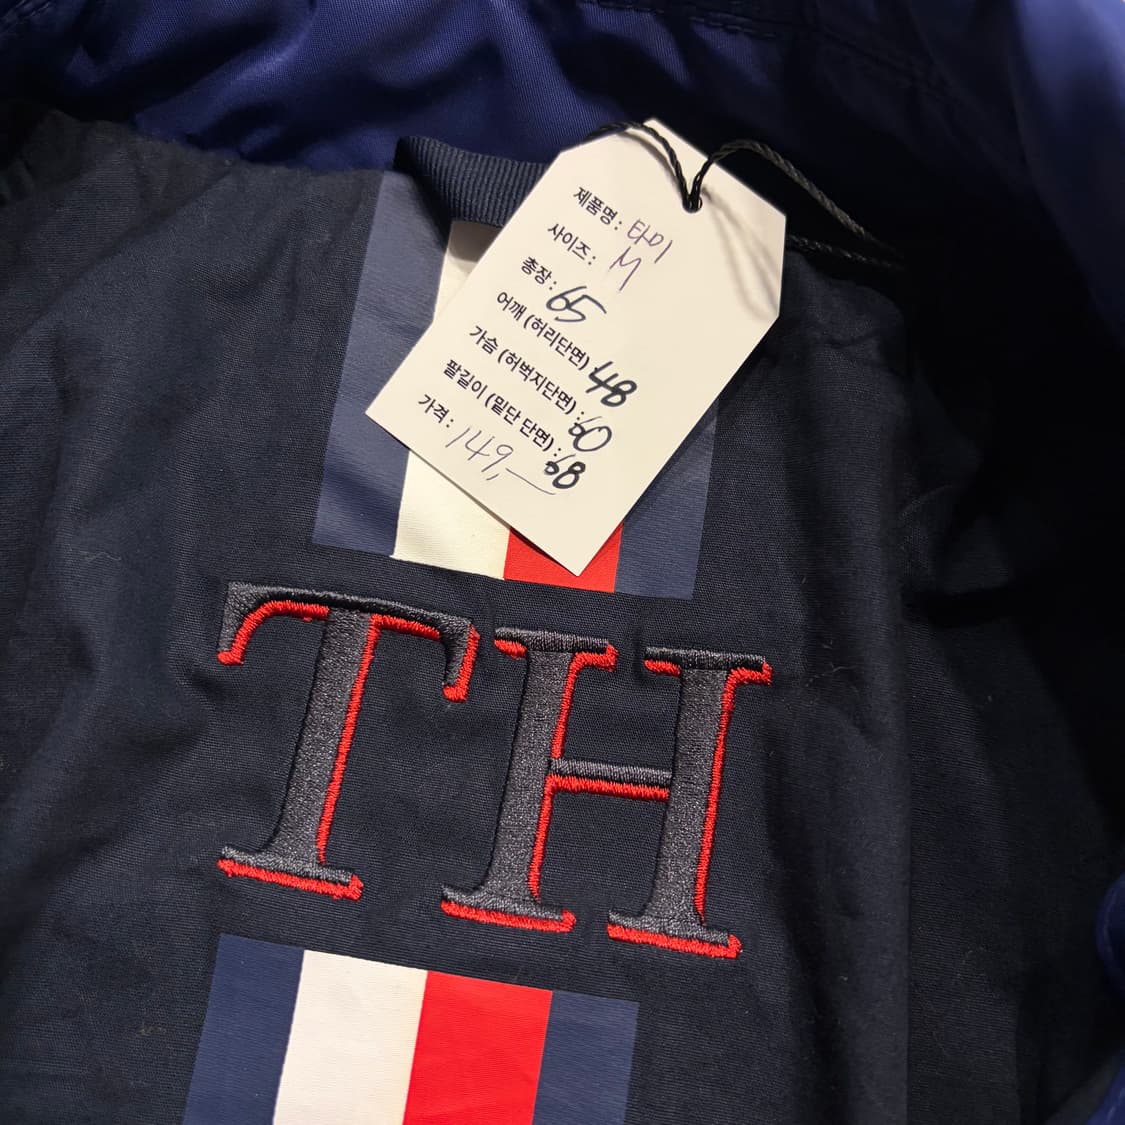 제품명 : 타미
사이즈 : M
총장 : 65
어깨 (허리단면) 48
가슴 (허벅지단면) : 60
팔길이 (밑단 단면) : 68
가격 : 149,—
TH